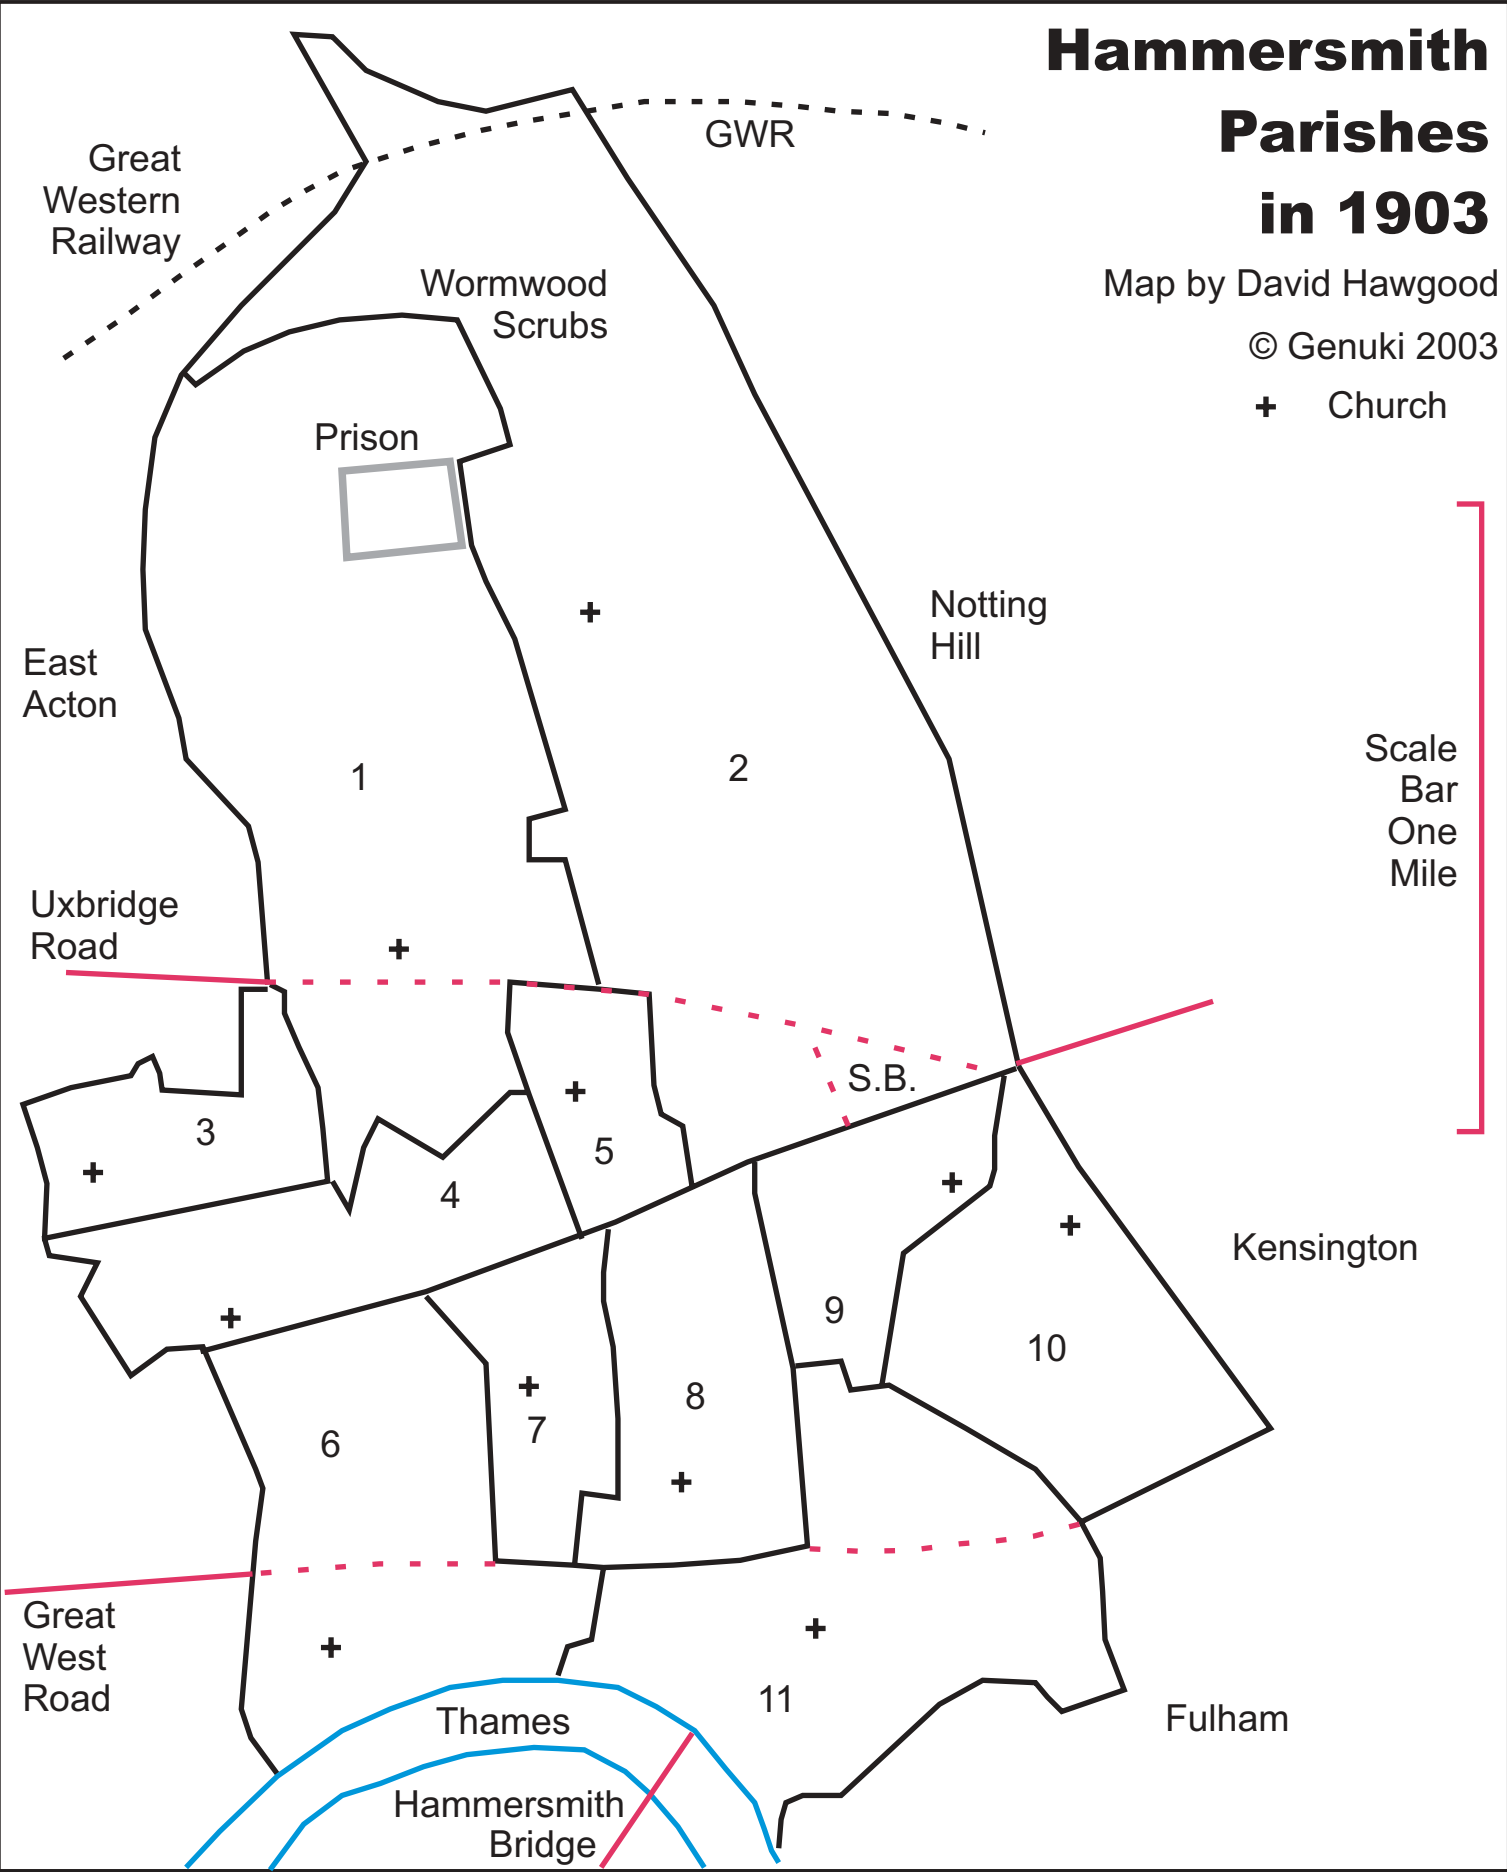 Hammersmith
Parishes
in 1903
Map by David Hawgood
© Genuki 2003
+ Church
GWR
Great
Western
Railway
Wormwood
Scrubs
Prison
Notting
Hill
East
Acton
1
2
Scale
Bar
One
Mile
Uxbridge
Road
S.B.
3
5
4
Kensington
9
10
8
7
6
Great
West
Road
11
Fulham
Thames
Hammersmith
Bridge